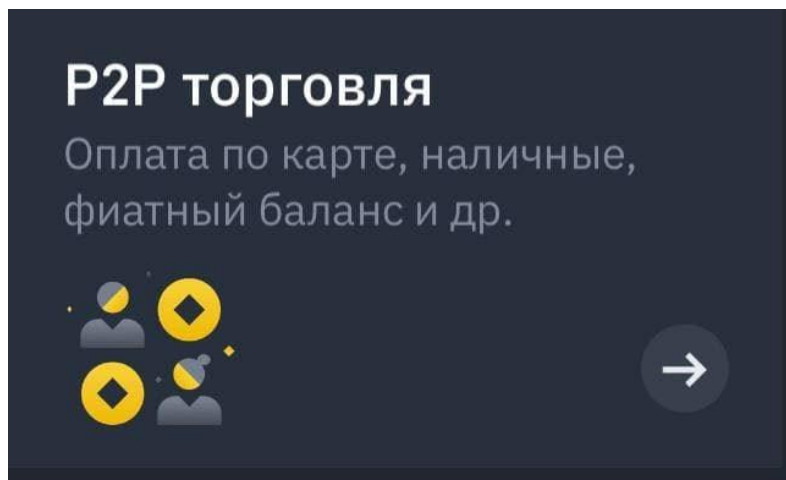 P2P торговля
Оплата по карте, наличные,
фиатный баланс и др.